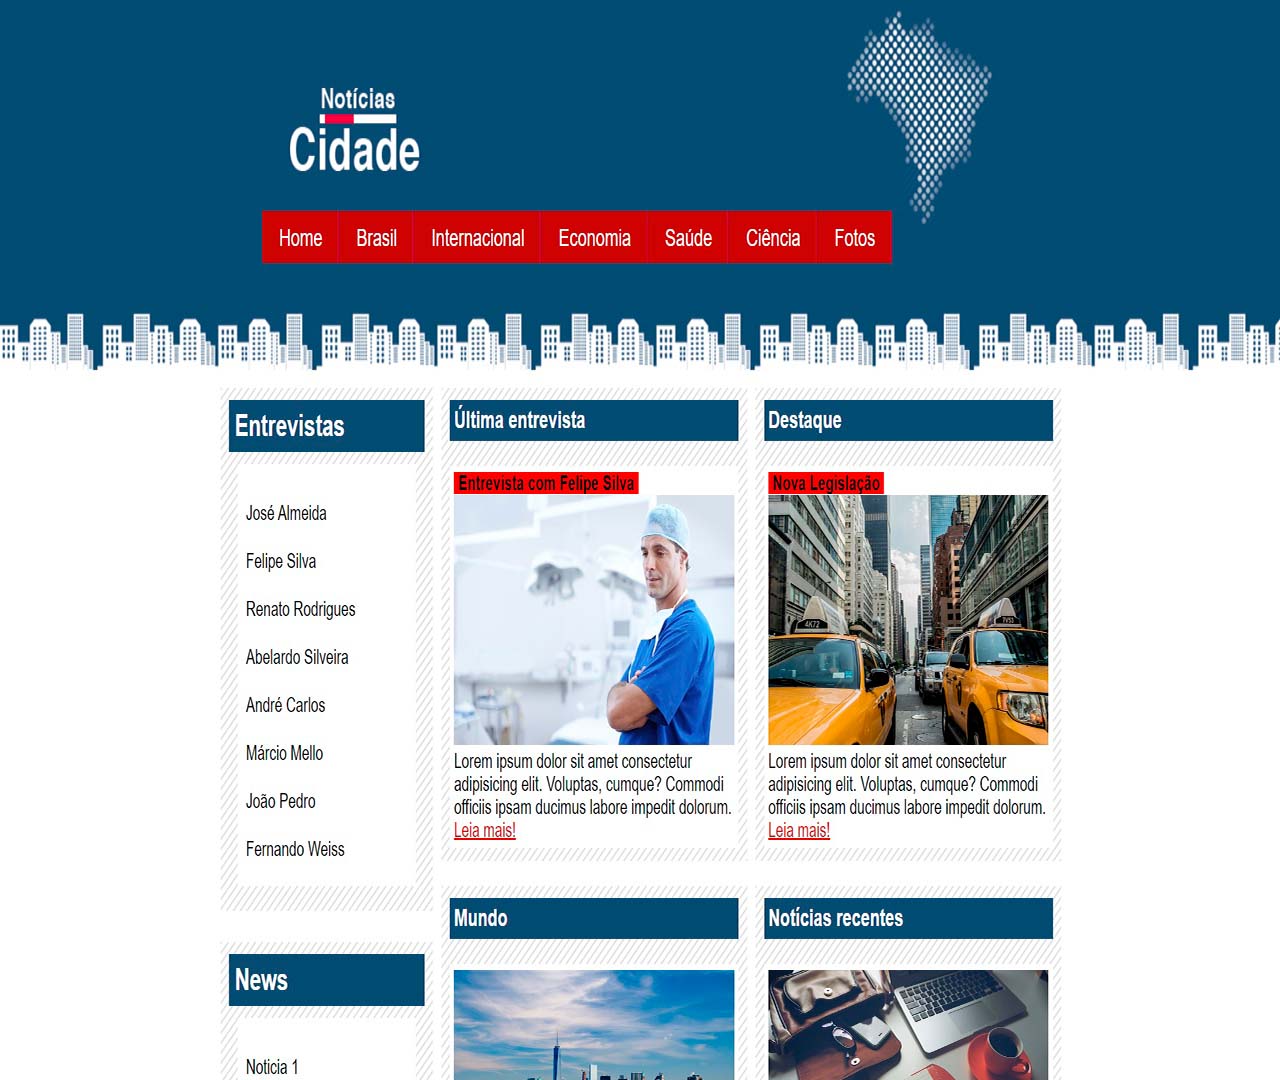 Notícias
Cidade
Home
Brasil
Internacional
Economia
Saúde
Ciência
Fotos
Entrevistas
José Almeida
Felipe Silva
Renato Rodrigues
Abelardo Silveira
André Carlos
Márcio Mello
João Pedro
Fernando Weiss
News
Noticia 1
Última entrevista
Entrevista com Felipe Silva
Lorem ipsum dolor sit amet consectetur
adipisicing elit. Voluptas, cumque? Commodi
officiis ipsam ducimus labore impedit dolorum.
Leia mais!
Destaque
Nova Legislação
4K72
Lorem ipsum dolor sit amet consectetur
adipisicing elit. Voluptas, cumque? Commodi
officiis ipsam ducimus labore impedit dolorum.
Leia mais!
Mundo
Notícias recentes